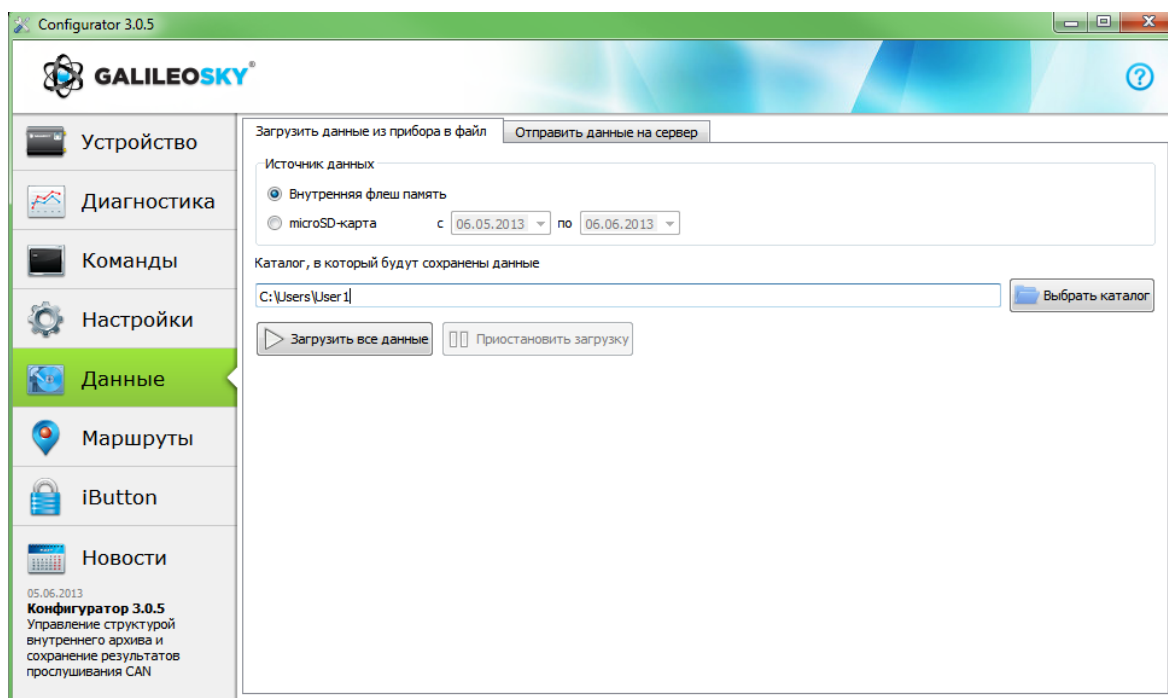 Configurator 3.0.5
GALILEOSKY®
Устройство
Диагностика
Команды
Настройки
Данные
Маршруты
iButton
Новости
05.06.2013
Конфигуратор 3.0.5
Управление структурой
внутреннего архива и
сохранение результатов
прослушивания CAN
Загрузить данные из прибора в файл Отправить данные на сервер
Источник данных
Внутренняя флеш память
microSD-карта с 06.05.2013 по 06.06.2013
Каталог, в который будут сохранены данные
C:\Users\User1 Выбрать каталог
Загрузить все данные Приостановить загрузку